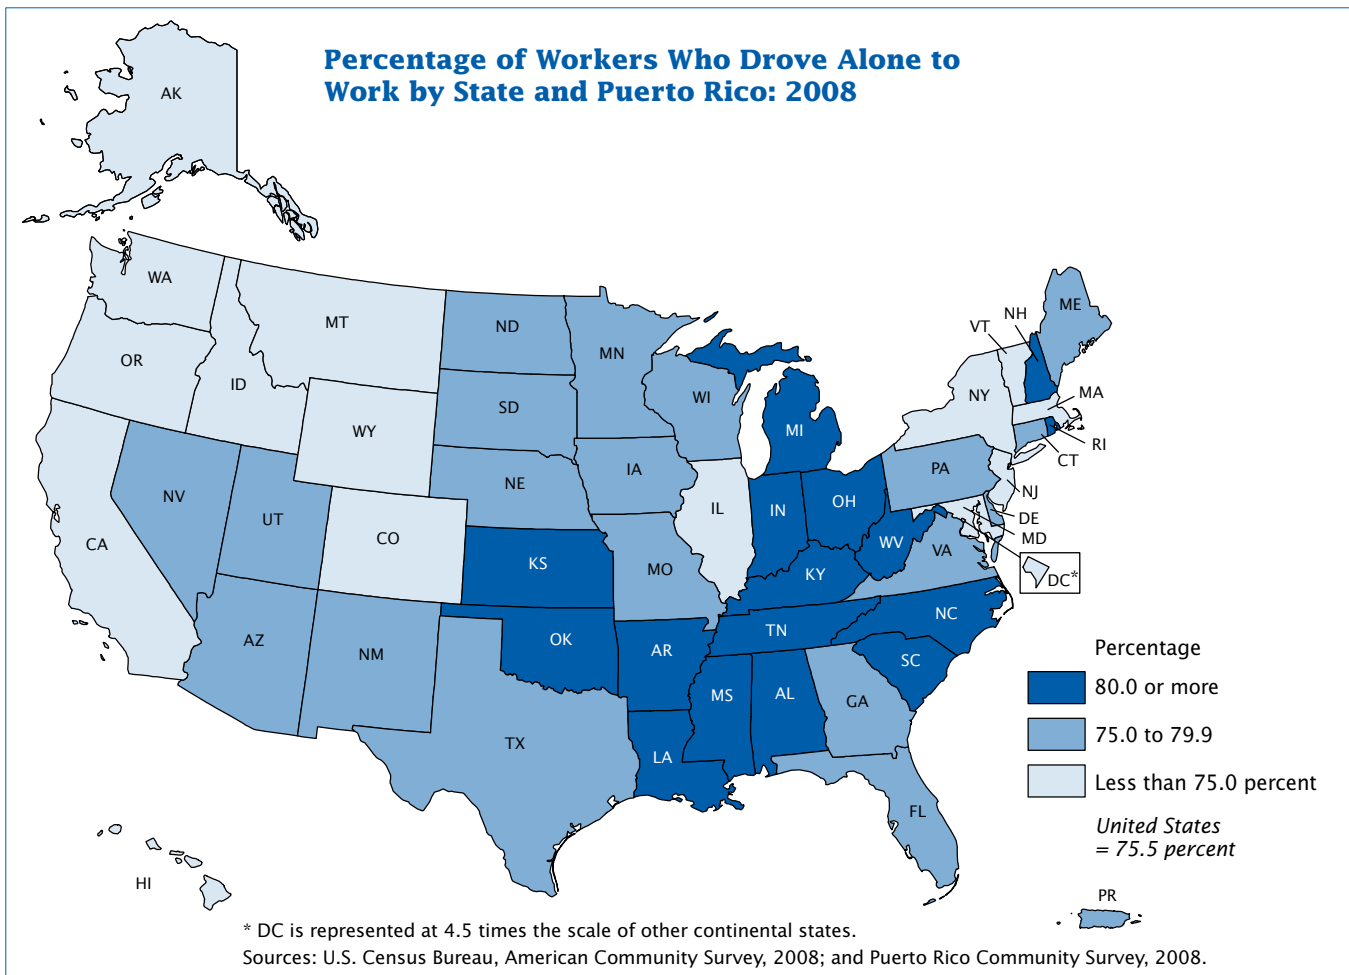 Percentage of Workers Who Drove Alone to
Work by State and Puerto Rico: 2008
AK
WA
MT
ND
MN
ME
NH
VT
OR
ID
SD
WI
NY
MA
WY
MI
RI
CT
NV
UT
NE
IA
PA
NJ
IL
IN
OH
DE
MD
CA
CO
KS
MO
WV
VA
KY
DC*
AZ
NM
OK
AR
TN
NC
SC
MS
AL
GA
TX
LA
FL
HI
PR
Percentage
80.0 or more
75.0 to 79.9
Less than 75.0 percent
United States
= 75.5 percent
* DC is represented at 4.5 times the scale of other continental states.
Sources: U.S. Census Bureau, American Community Survey, 2008; and Puerto Rico Community Survey, 2008.